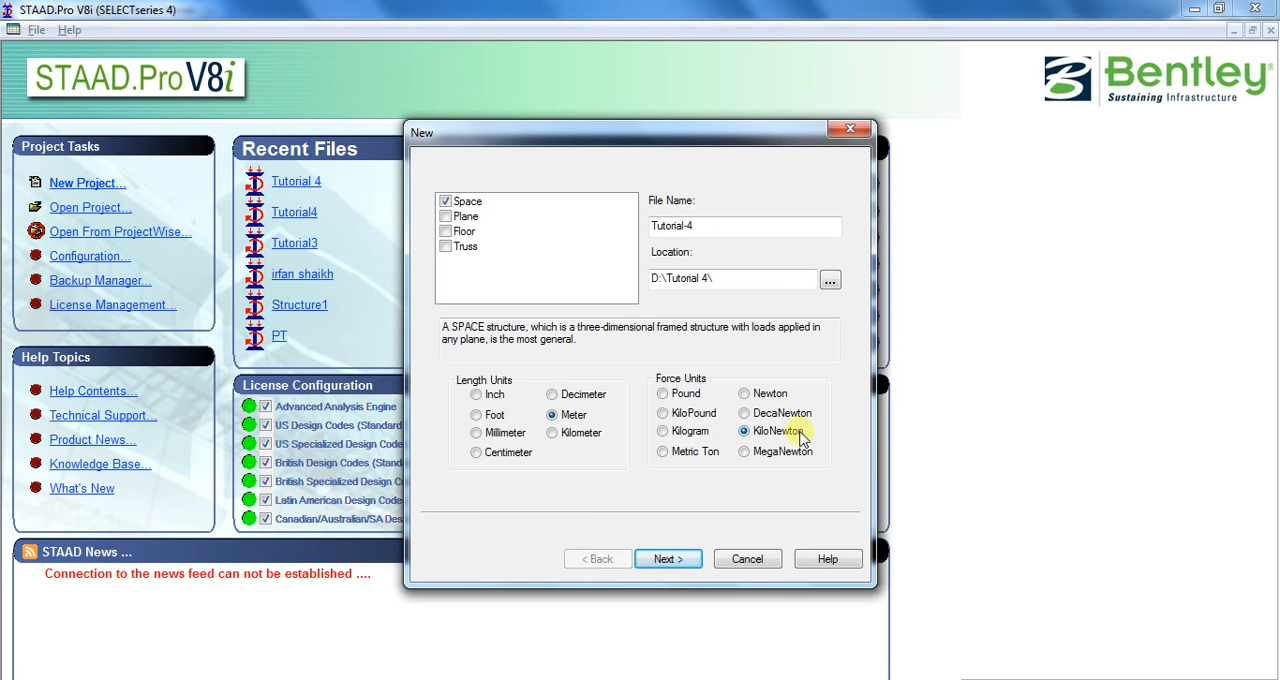 STAAD.Pro V8i (SELECTseries 4)
File Help
STAAD.Pro V8i
Bentley®
Sustaining Infrastructure
Project Tasks
New Project...
Open Project...
Open From ProjectWise...
Configuration...
Backup Manager...
License Management...
Help Topics
Help Contents...
Technical Support...
Product News...
Knowledge Base...
What's New
Recent Files
Tutorial 4
Tutorial4
Tutorial3
irfan shaikh
Structure1
PT
License Configuration
Advanced Analysis Engine
US Design Codes (Standard
US Specialized Design Code
British Design Codes (Stand
British Specialized Design C
Latin American Design Code
Canadian/Australian/SA Des
STAAD News ...
Connection to the news feed can not be established ....
New
Space
Plane
Floor
Truss
File Name:
Tutorial-4
Location:
D:\Tutorial 4\
...
A SPACE structure, which is a three-dimensional framed structure with loads applied in
any plane, is the most general.
Length Units
Inch
Decimeter
Foot
Meter
Millimeter
Kilometer
Centimeter
Force Units
Pound
Newton
KiloPound
DecaNewton
Kilogram
KiloNewton
Metric Ton
MegaNewton
< Back
Next >
Cancel
Help